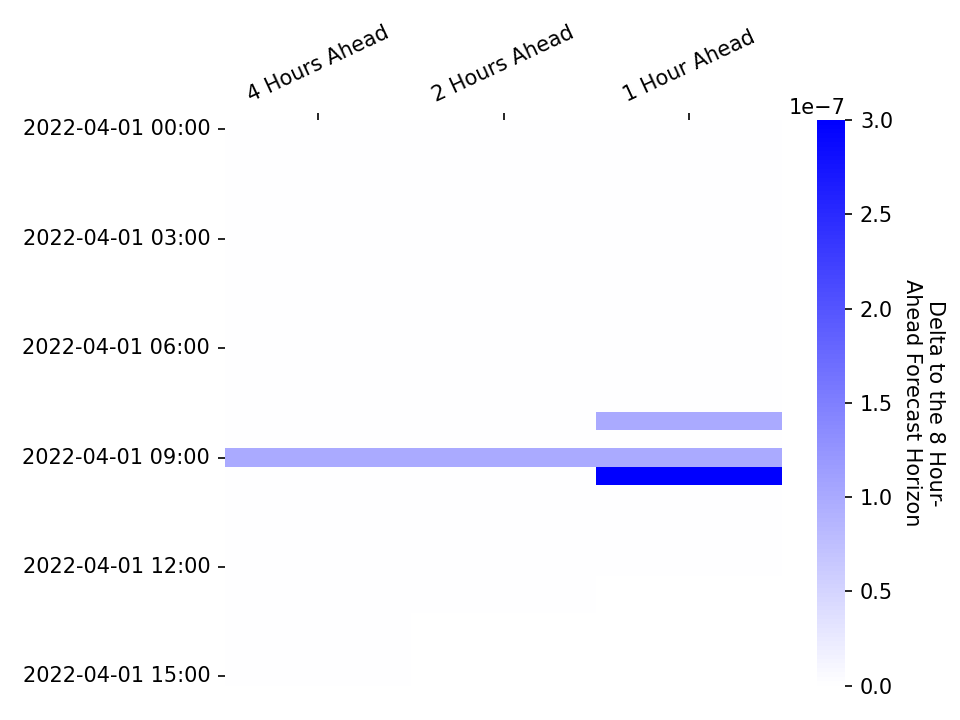 4 Hours Ahead
2 Hours Ahead
1 Hour Ahead
1e−7
2022-04-01 00:00
2022-04-01 03:00
2022-04-01 06:00
2022-04-01 09:00
2022-04-01 12:00
2022-04-01 15:00
3.0
2.5
2.0
1.5
1.0
0.5
0.0
Delta to the 8 Hour-
Ahead Forecast Horizon